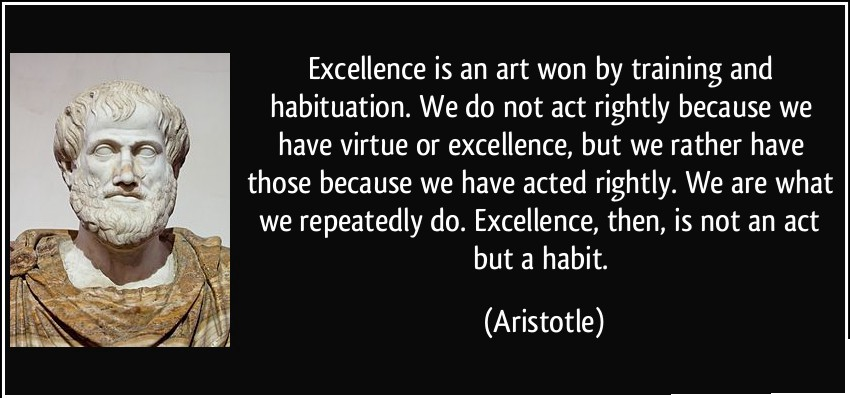 Excellence is an art won by training and
habituation. We do not act rightly because we
have virtue or excellence, but we rather have
those because we have acted rightly. We are what
we repeatedly do. Excellence, then, is not an act
but a habit.
(Aristotle)